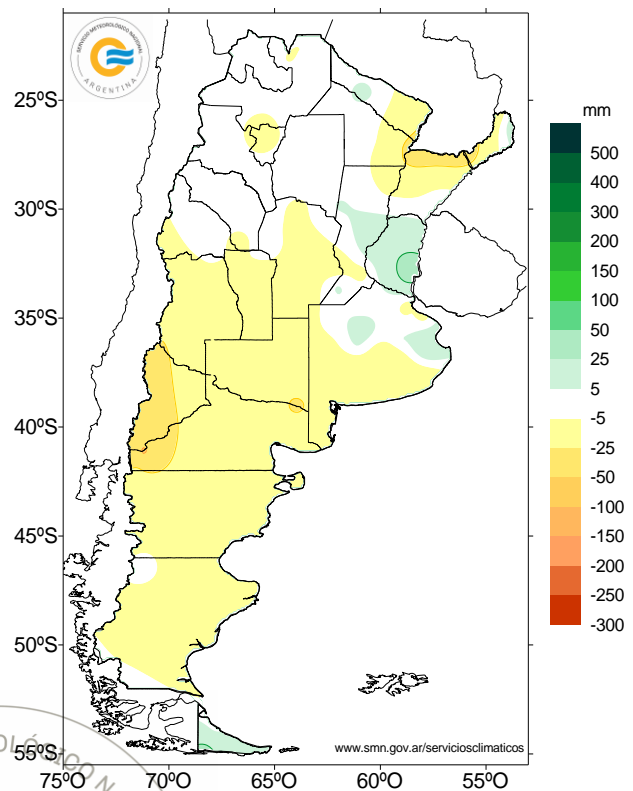 SERVICIO METEOROLÓGICO NACIONAL
ARGENTINA
25ºS
30ºS
35ºS
40ºS
45ºS
50ºS
55ºS
75ºO 70ºO 65ºO 60ºO 55ºO
mm
500
400
300
200
150
100
50
25
5
-5
-25
-50
-100
-150
-200
-250
-300
www.smn.gov.ar/serviciosclimaticos
OLÓGICO N